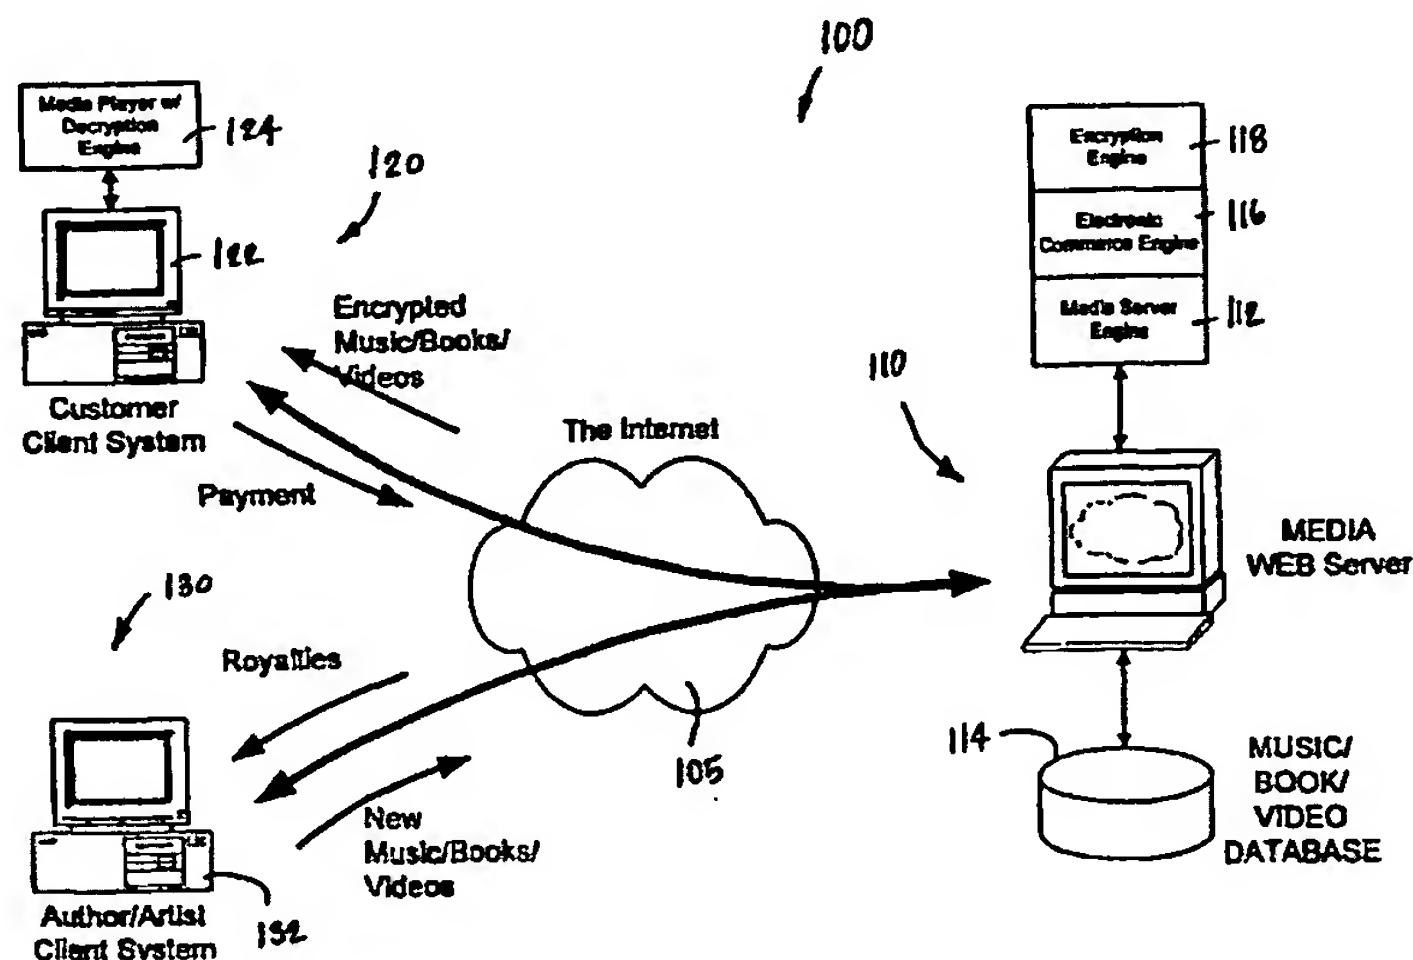 100
Media Player w/
Decryption
Engine
124
120
122
Encrypted
Music/Books/
Videos
Customer
Client System
Payment
The Internet
Encryption
Engine
118
Electronic
Commerce Engine
116
Media Server
Engine
112
110
MEDIA
WEB Server
130
Royalties
105
114
MUSIC/
BOOK/
VIDEO
DATABASE
New
Music/Books/
Videos
132
Author/Artist
Client System